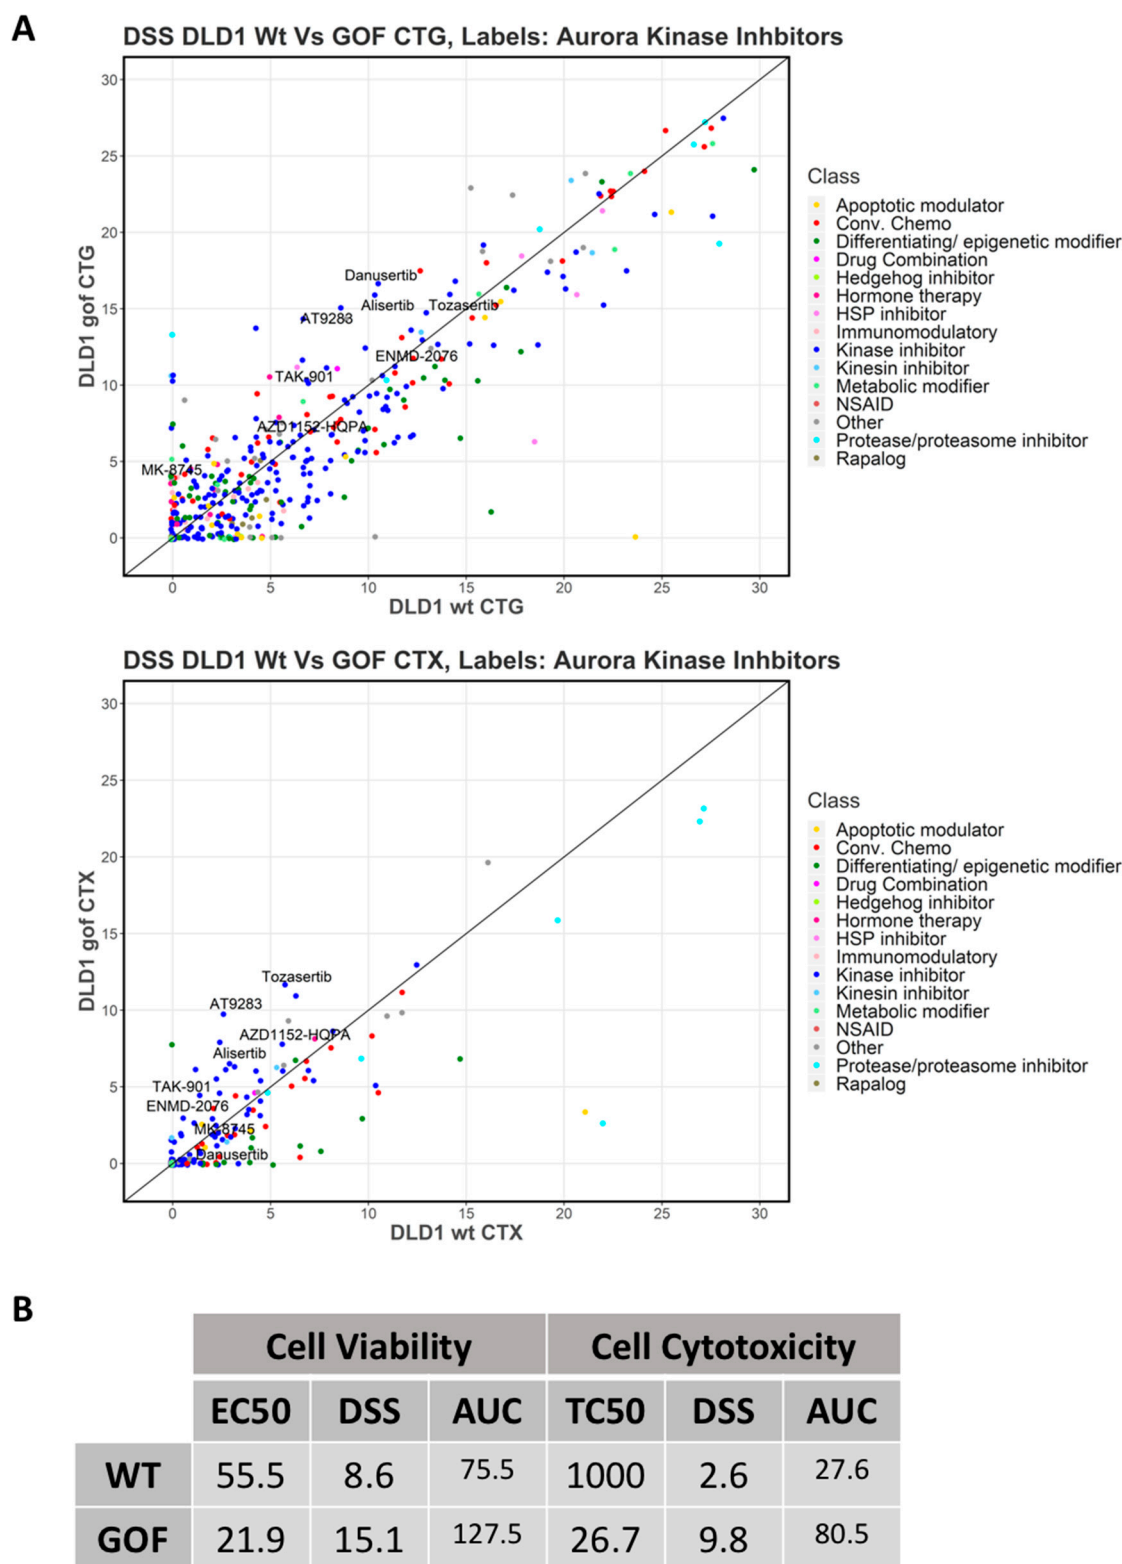 A
DSS DLD1 Wt Vs GOF CTG, Labels: Aurora Kinase Inhbitors
DLD1 gof CTG
30
25
20
15
10
5
0
Danusertib
Alisertib
Tozasertib
AT9283
ENMD-2076
TAK-901
AZD1152-HQPA
MK-8745
0 5 10 15 20 25 30
DLD1 wt CTG
Class
Apoptotic modulator
Conv. Chemo
Differentiating/ epigenetic modifier
Drug Combination
Hedgehog inhibitor
Hormone therapy
HSP inhibitor
Immunomodulatory
Kinase inhibitor
Kinesin inhibitor
Metabolic modifier
NSAID
Other
Protease/proteasome inhibitor
Rapalog
DSS DLD1 Wt Vs GOF CTX, Labels: Aurora Kinase Inhbitors
DLD1 gof CTX
30
25
20
15
10
5
0
Tozasertib
AT9283
AZD1152-HQPA
Alisertib
TAK-901
ENMD-2076
MK-8745
Danusertib
0 5 10 15 20 25 30
DLD1 wt CTX
Class
Apoptotic modulator
Conv. Chemo
Differentiating/ epigenetic modifier
Drug Combination
Hedgehog inhibitor
Hormone therapy
HSP inhibitor
Immunomodulatory
Kinase inhibitor
Kinesin inhibitor
Metabolic modifier
NSAID
Other
Protease/proteasome inhibitor
Rapalog
B
Cell Viability Cell Cytotoxicity
EC50 DSS AUC TC50 DSS AUC
WT 55.5 8.6 75.5 1000 2.6 27.6
GOF 21.9 15.1 127.5 26.7 9.8 80.5